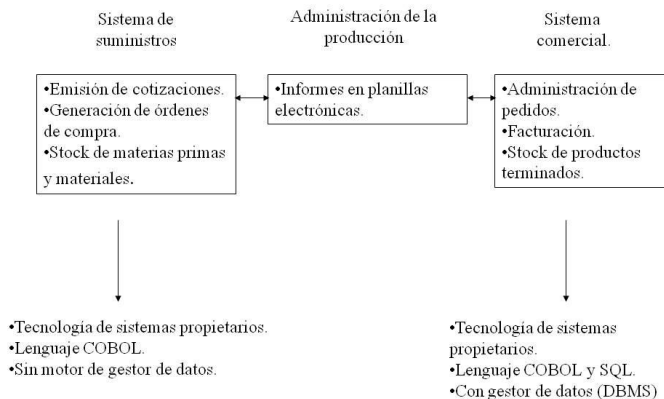 Sistema de
suministros
Administración de la
producción
Sistema
comercial.
•Emisión de cotizaciones.
•Generación de órdenes
de compra.
•Stock de materias primas
y materiales.
•Informes en planillas
electrónicas.
•Administración de
pedidos.
•Facturación.
•Stock de productos
terminados.
•Tecnología de sistemas propietarios.
•Lenguaje COBOL.
•Sin motor de gestor de datos.
•Tecnología de sistemas
propietarios.
•Lenguaje COBOL y SQL.
•Con gestor de datos (DBMS)